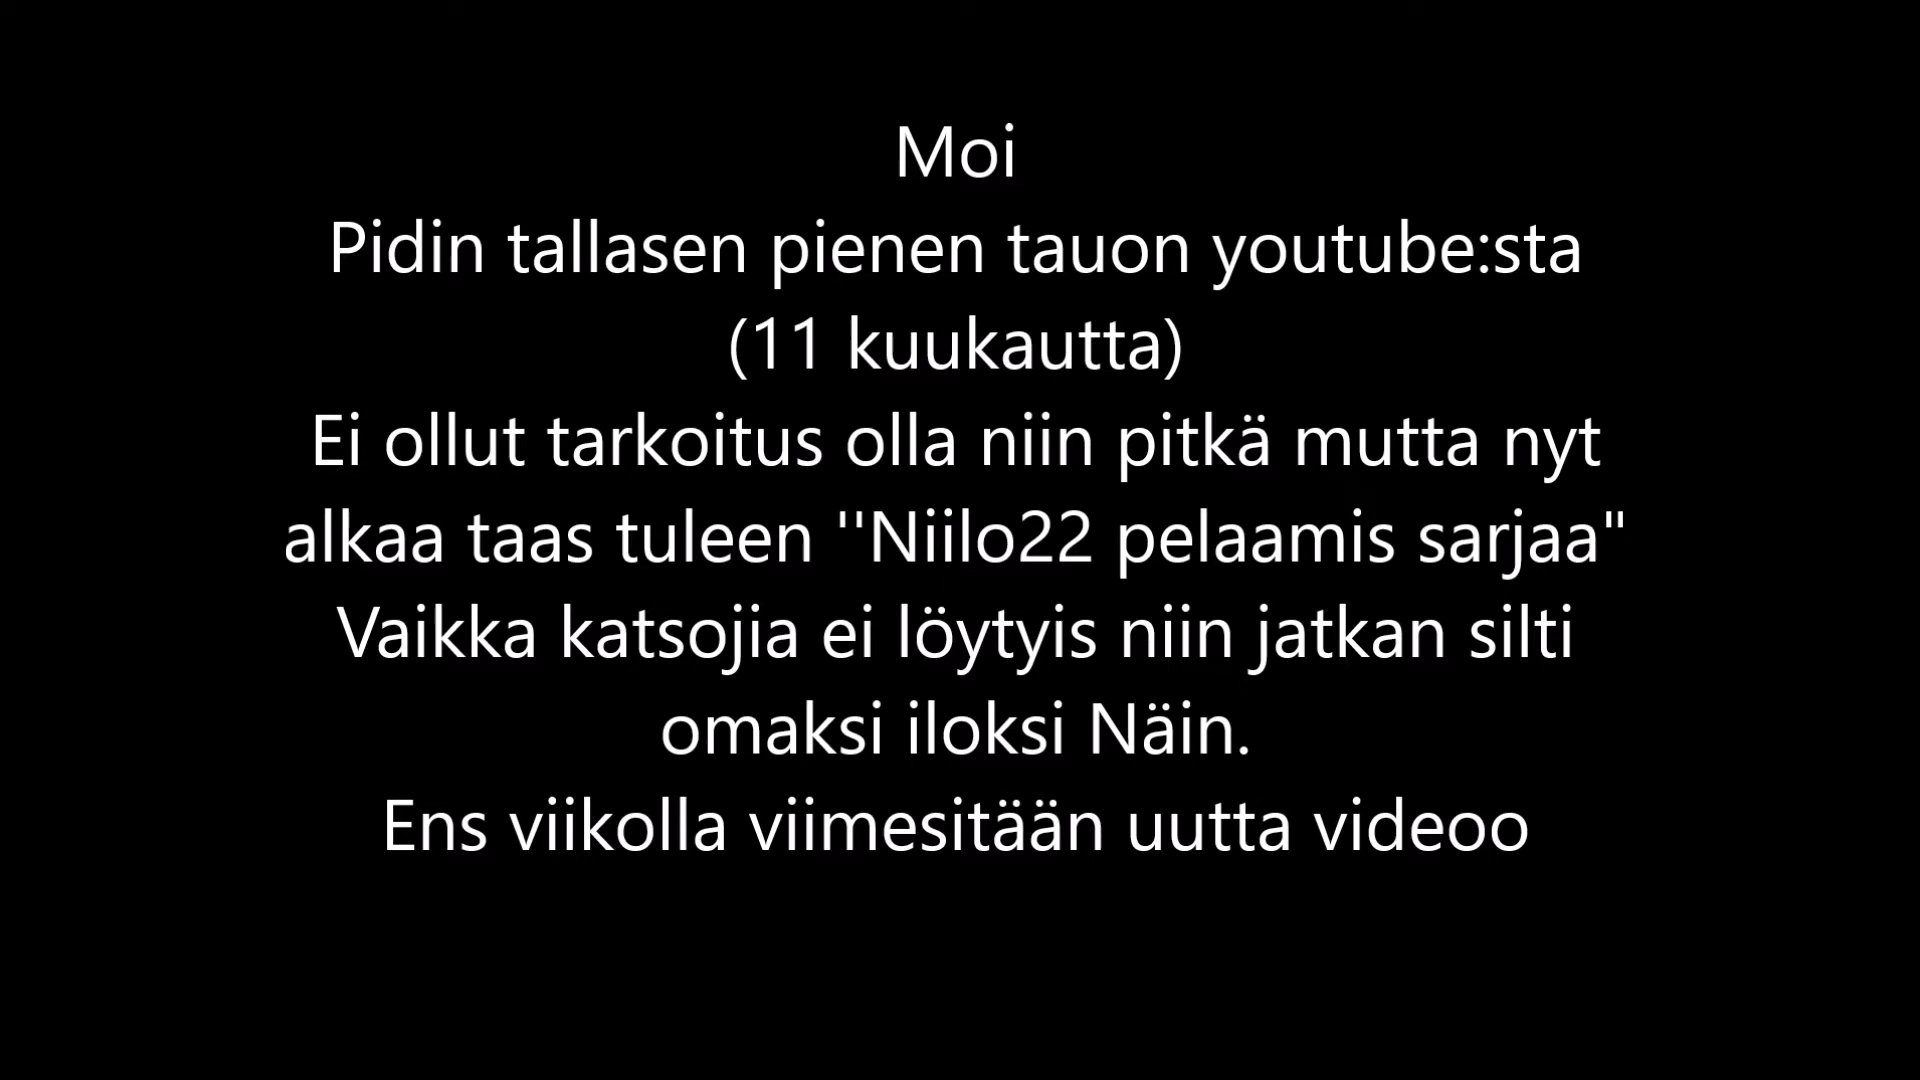 Moi
Pidin tallasen pienen tauon youtube:sta
(11 kuukautta)
Ei ollut tarkoitus olla niin pitkä mutta nyt
alkaa taas tuleen ''Niilo22 pelaamis sarjaa"
Vaikka katsojia ei löytyis niin jatkan silti
omaksi iloksi Näin.
Ens viikolla viimesitään uutta videoo